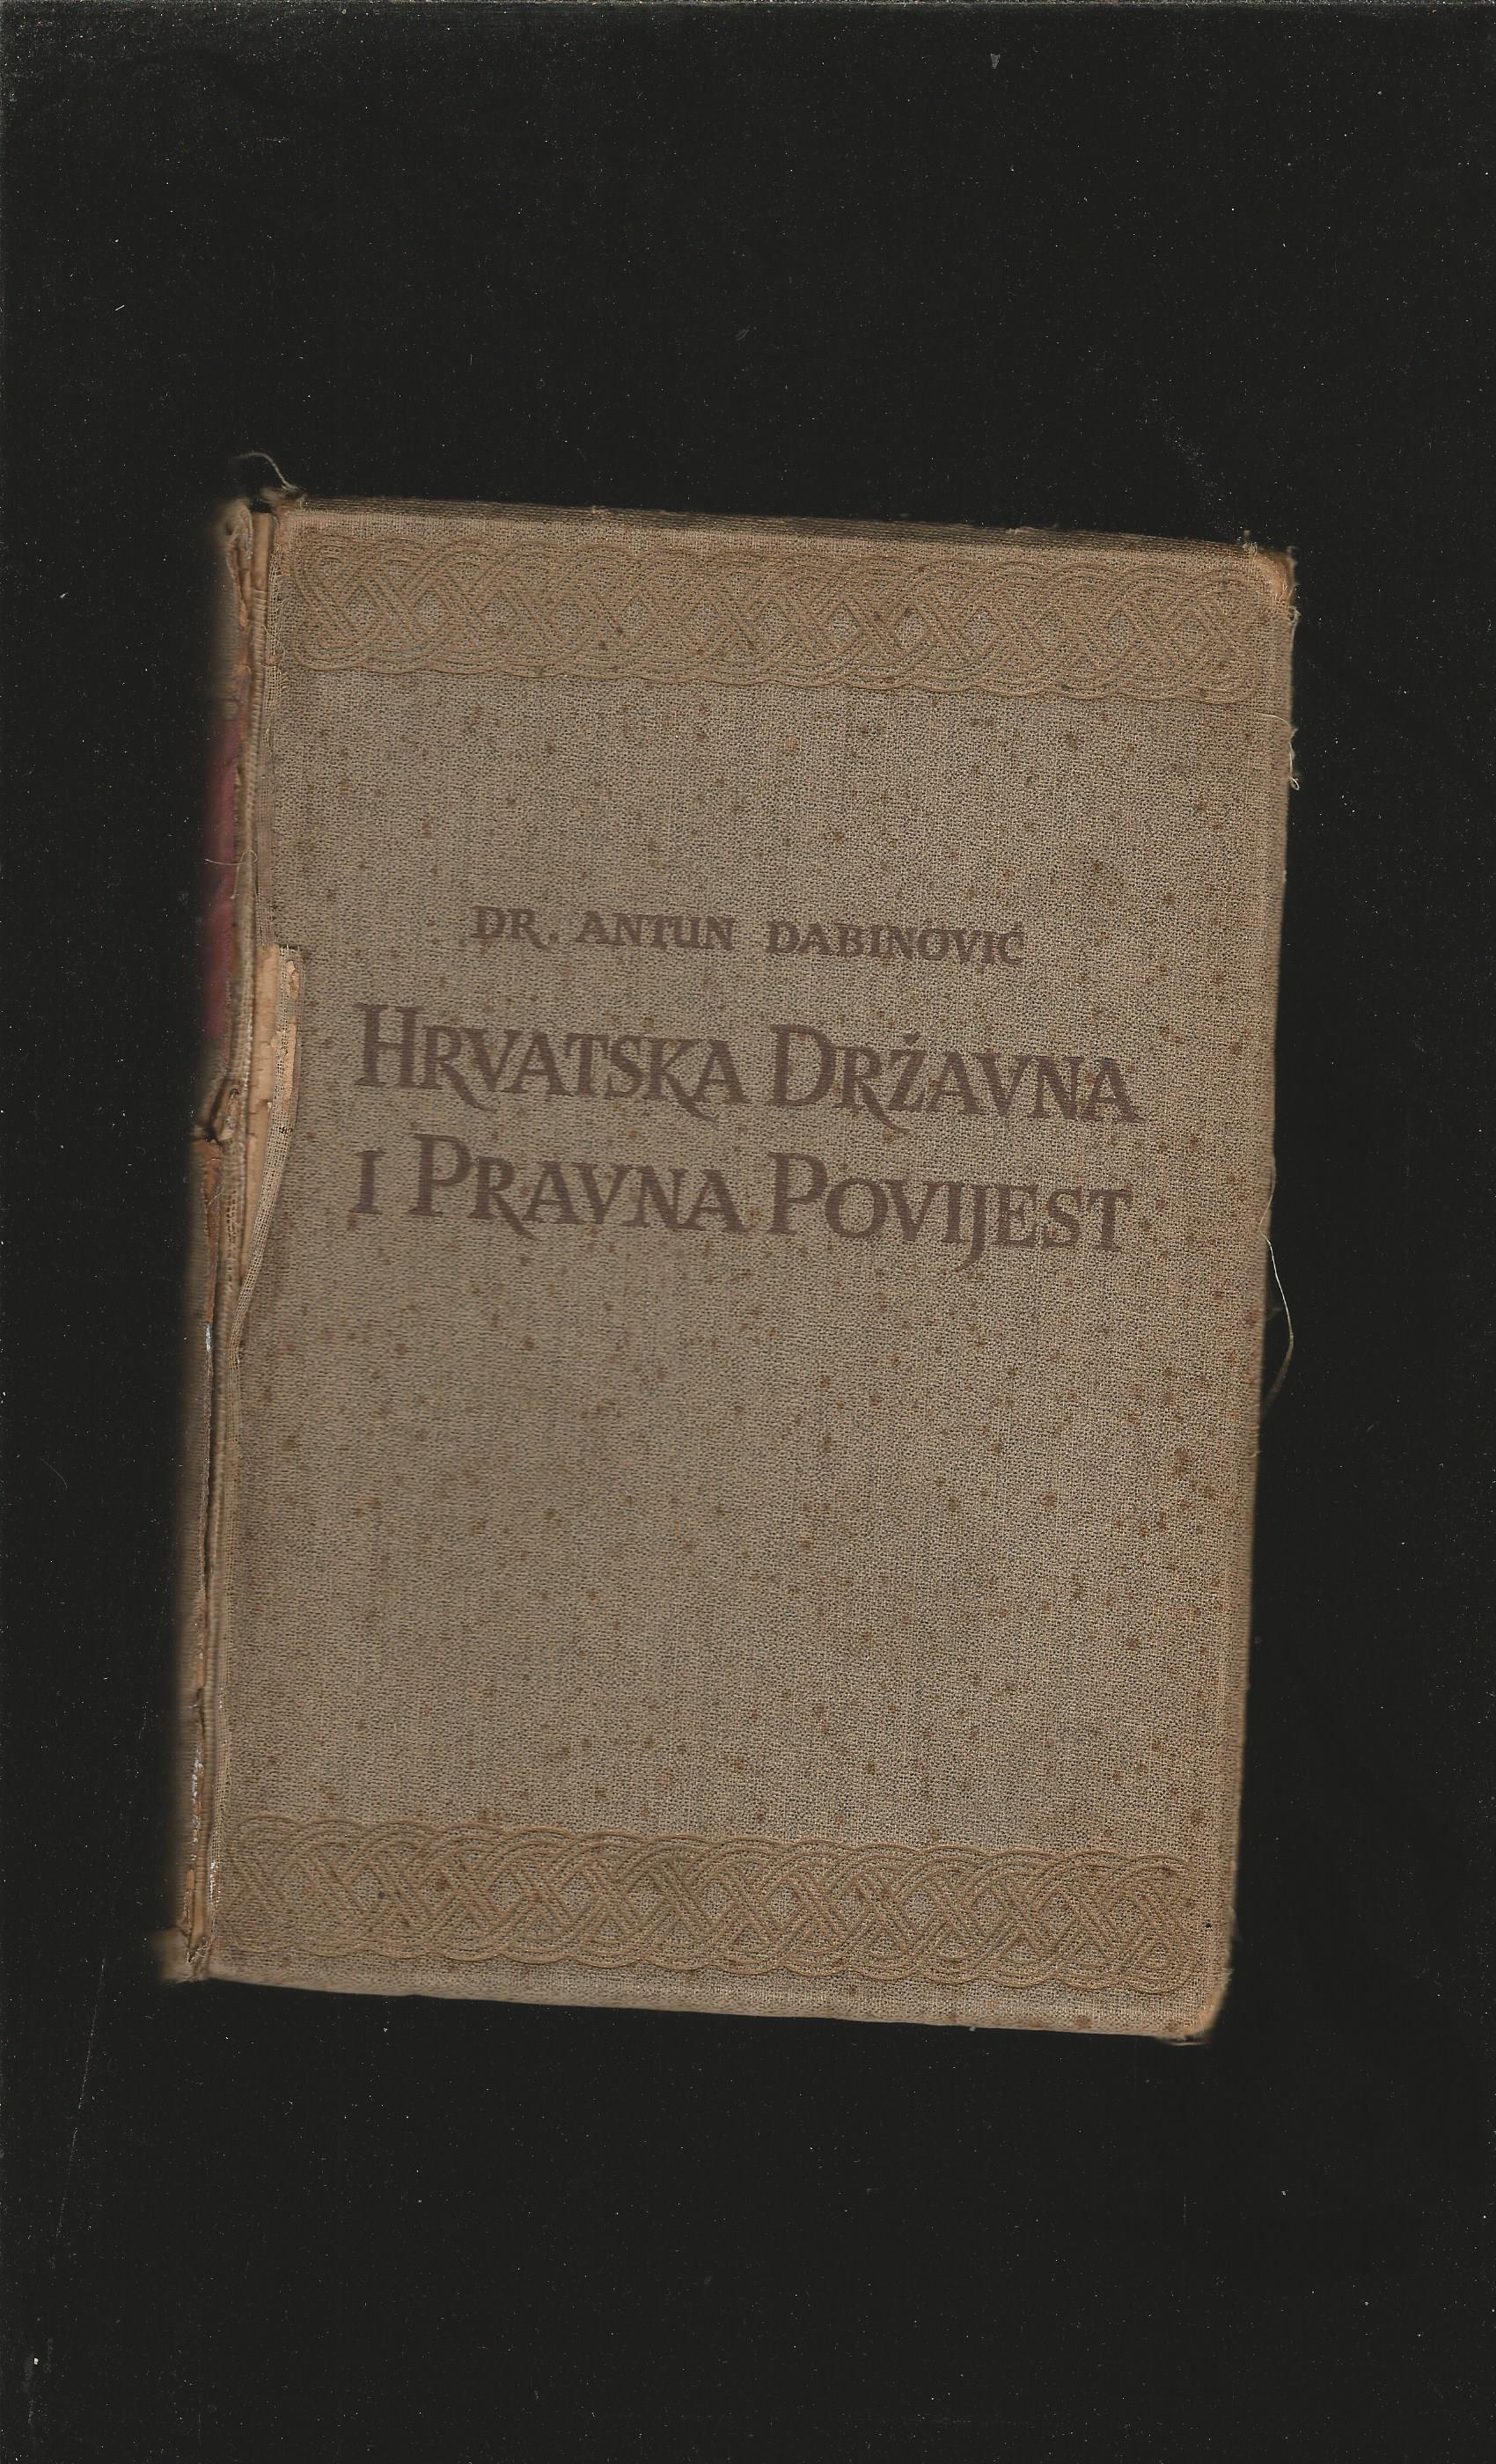 DR. ANTUN DABINOVIĆ
HRVATSKA DRŽAVNA
I PRAVNA POVIJEST